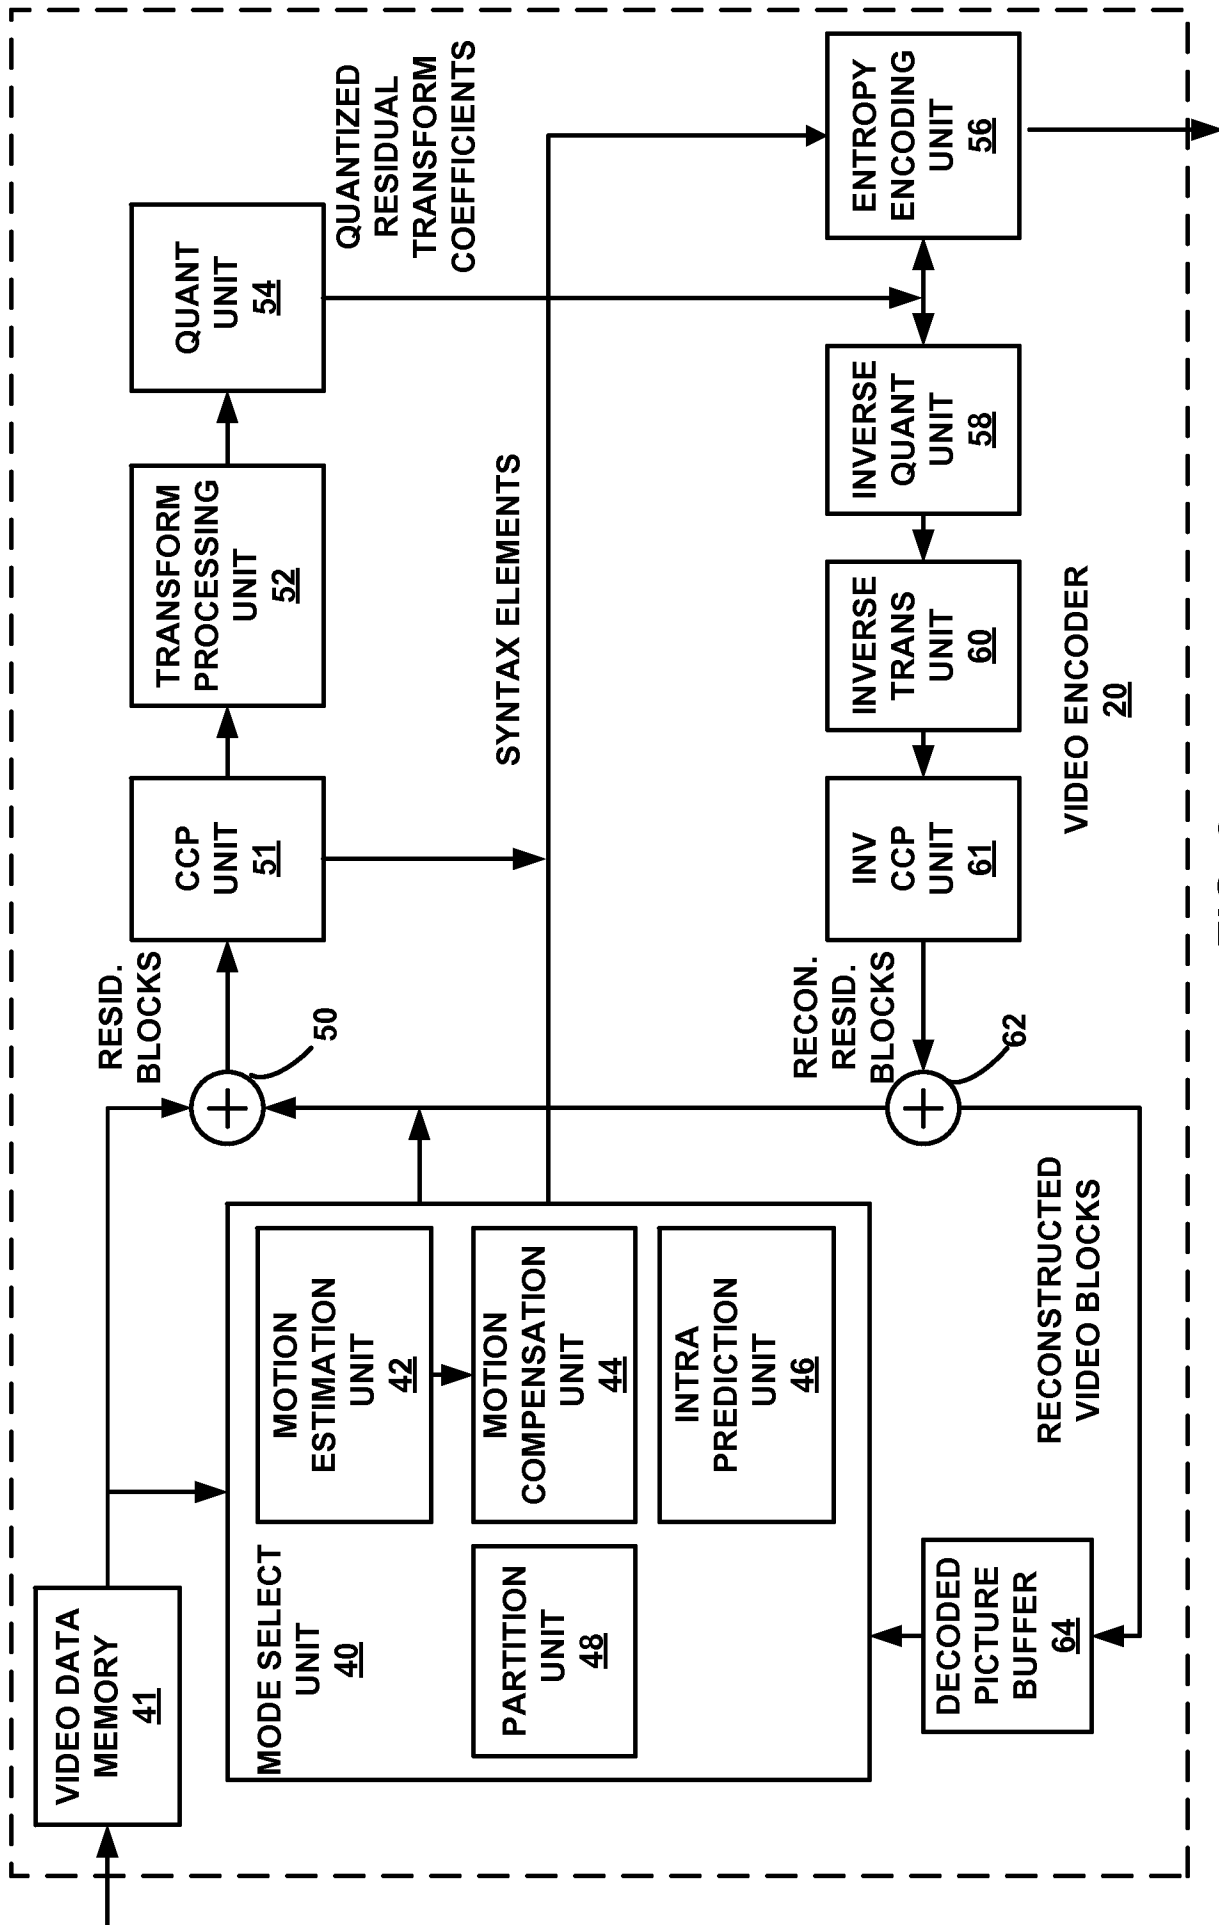 VIDEO DATA
MEMORY
41
MODE SELECT
UNIT
40
PARTITION
UNIT
48
MOTION
ESTIMATION
UNIT
42
MOTION
COMPENSATION
UNIT
44
INTRA
PREDICTION
UNIT
46
DECODED
PICTURE
BUFFER
64
RECONSTRUCTED
VIDEO BLOCKS
50
RESID.
BLOCKS
62
RECON.
RESID.
BLOCKS
CCP
UNIT
51
TRANSFORM
PROCESSING
UNIT
52
QUANT
UNIT
54
QUANTIZED
RESIDUAL
TRANSFORM
COEFFICIENTS
SYNTAX ELEMENTS
INV
CCP
UNIT
61
INVERSE
TRANS
UNIT
60
INVERSE
QUANT
UNIT
58
ENTROPY
ENCODING
UNIT
56
VIDEO ENCODER
20